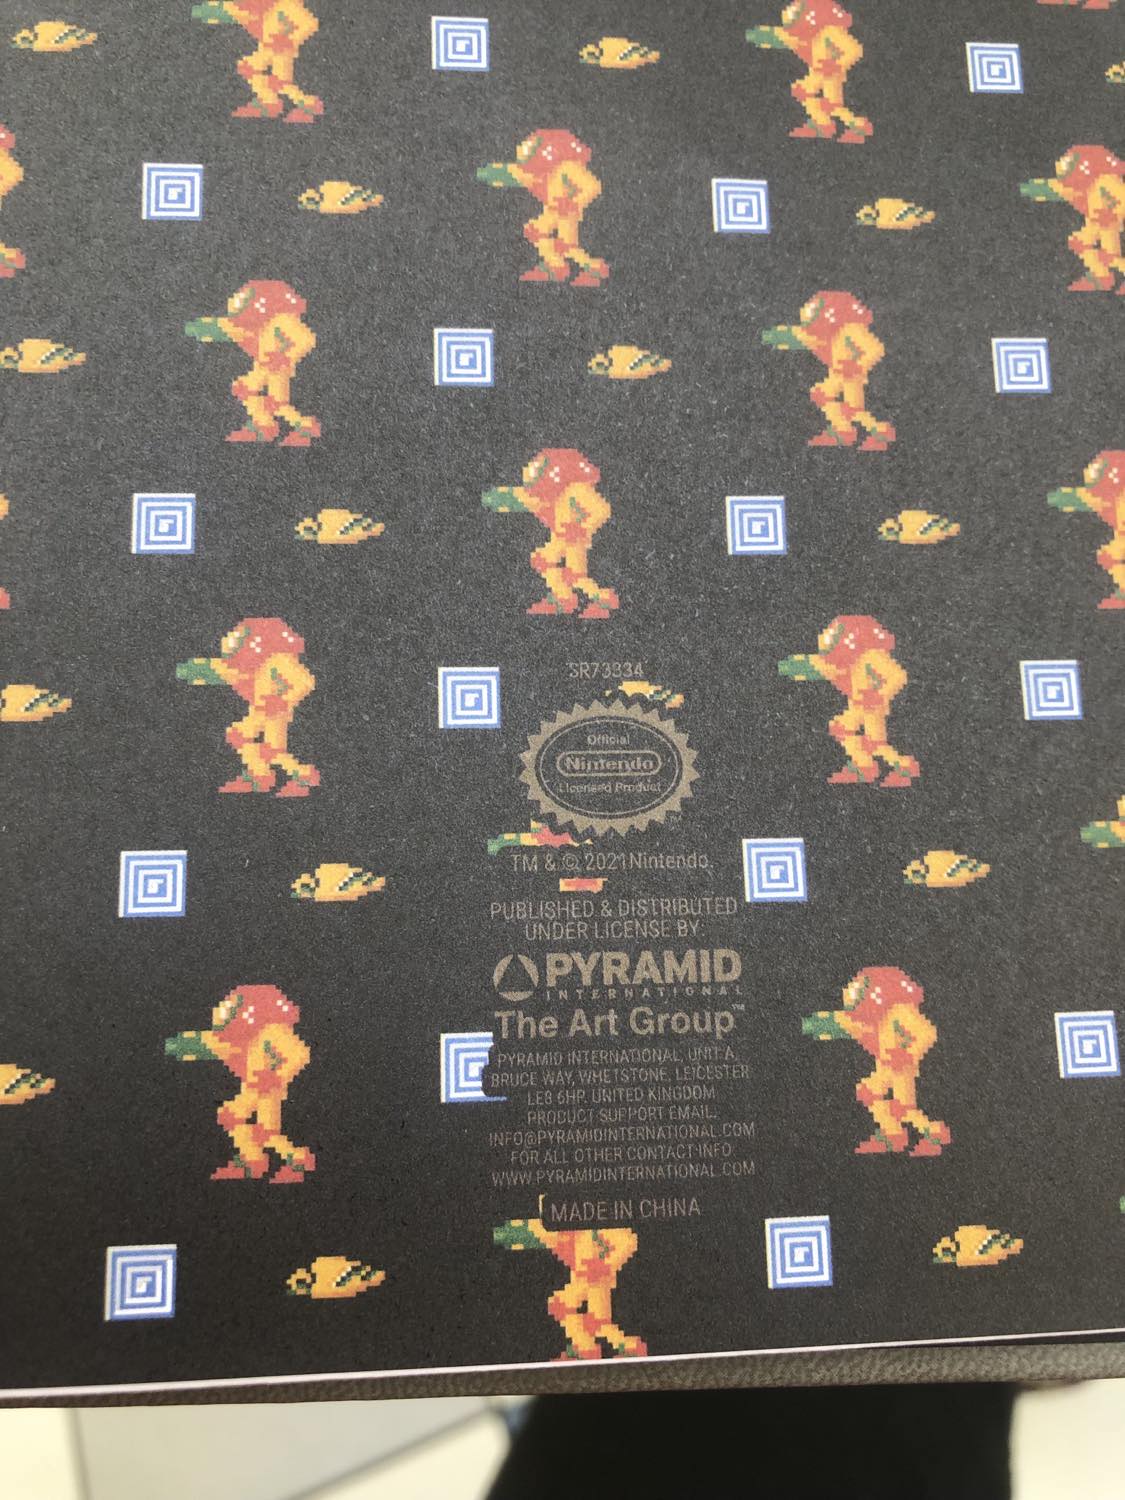 SR73334
Official
Nintendo
Licensed Product
TM & © 2021 Nintendo.
PUBLISHED & DISTRIBUTED
UNDER LICENSE BY:
PYRAMID
INTERNATIONAL
The Art Group™
PYRAMID INTERNATIONAL, UNIT A,
BRUCE WAY, WHETSTONE, LEICESTER
LE8 6HP, UNITED KINGDOM
PRODUCT SUPPORT EMAIL:
INFO@PYRAMIDINTERNATIONAL.COM
FOR ALL OTHER CONTACT INFO
WWW.PYRAMIDINTERNATIONAL.COM
MADE IN CHINA